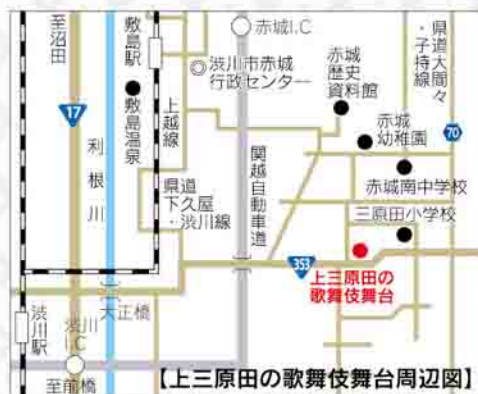 至沼田
敷島駅
敷島温泉
17
利根川
上越線
県道
下久屋
・渋川線
大正橋
渋川駅
渋川
I.C
至前橋
赤城I.C
渋川市赤城
行政センター
関越自動車道
赤城
歴史
資料館
赤城
幼稚園
県道大間々
・子持線
70
赤城南中学校
三原田小学校
353
上三原田の
歌舞伎舞台
【上三原田の歌舞伎舞台周辺図】